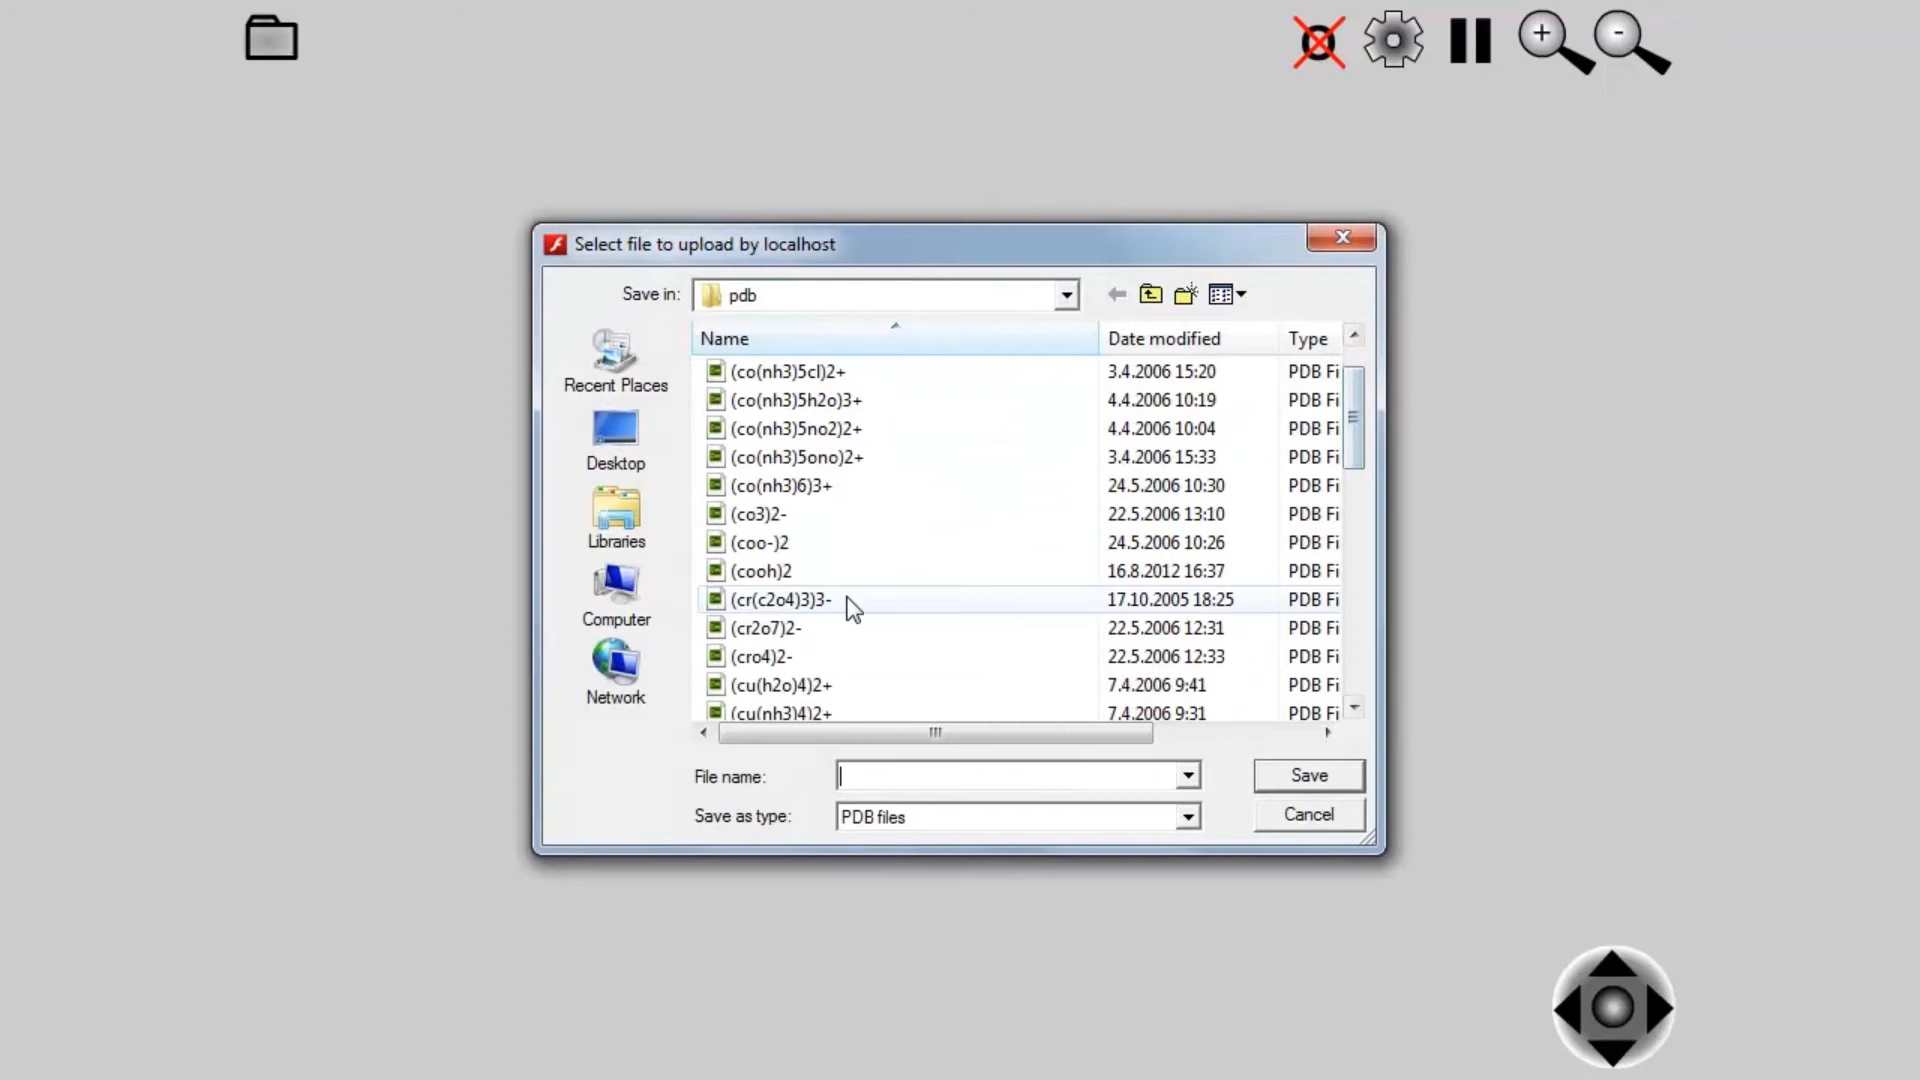 Select file to upload by localhost
Save in: pdb
Name Date modified Type
(co(nh3)5cl)2+ 3.4.2006 15:20 PDB Fi
(co(nh3)5h2o)3+ 4.4.2006 10:19 PDB Fi
(co(nh3)5no2)2+ 4.4.2006 10:04 PDB Fi
(co(nh3)5ono)2+ 3.4.2006 15:33 PDB Fi
(co(nh3)6)3+ 24.5.2006 10:30 PDB Fi
(co3)2- 22.5.2006 13:10 PDB Fi
(coo-)2 24.5.2006 10:26 PDB Fi
(cooh)2 16.8.2012 16:37 PDB Fi
(cr(c2o4)3)3- 17.10.2005 18:25 PDB Fi
(cr2o7)2- 22.5.2006 12:31 PDB Fi
(cro4)2- 22.5.2006 12:33 PDB Fi
(cu(h2o)4)2+ 7.4.2006 9:41 PDB Fi
(cu(nh3)4)2+ 7.4.2006 9:31 PDB Fi
Recent Places
Desktop
Libraries
Computer
Network
File name: Save
Save as type: PDB files Cancel